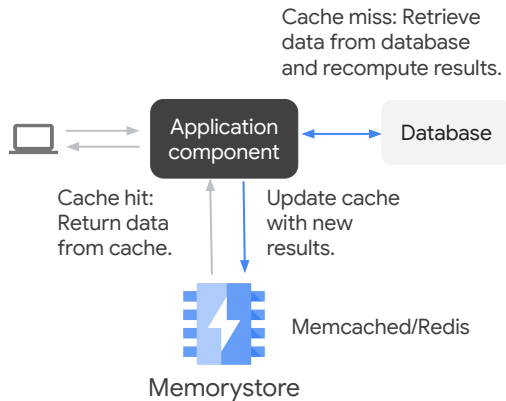 Cache miss: Retrieve
data from database
and recompute results.
Application
component
Database
Cache hit:
Return data
from cache.
Update cache
with new
results.
Memcached/Redis
Memorystore